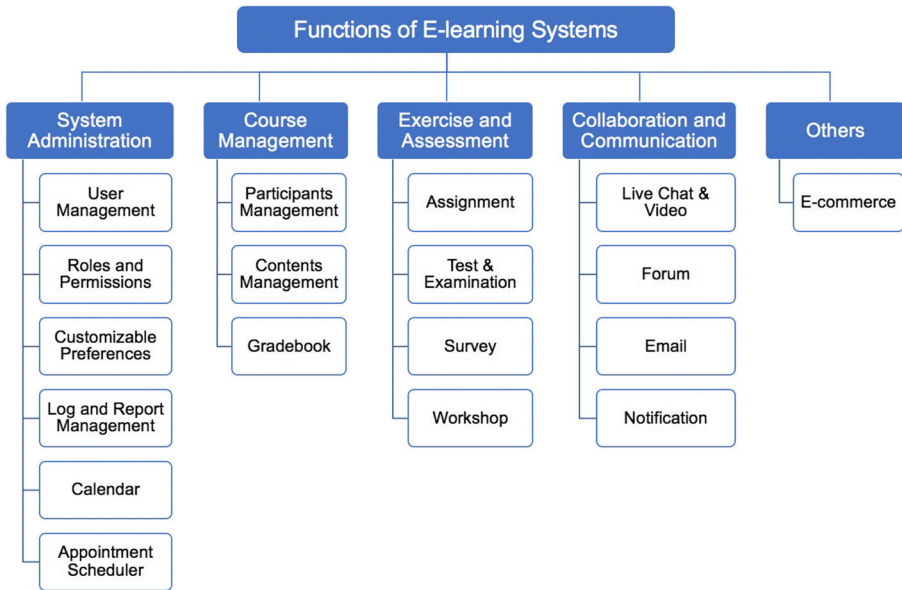 Functions of E-learning Systems
System
Administration
User
Management
Roles and
Permissions
Customizable
Preferences
Log and Report
Management
Calendar
Appointment
Scheduler
Course
Management
Participants
Management
Contents
Management
Gradebook
Exercise and
Assessment
Assignment
Test &
Examination
Survey
Workshop
Collaboration and
Communication
Live Chat &
Video
Forum
Email
Notification
Others
E-commerce